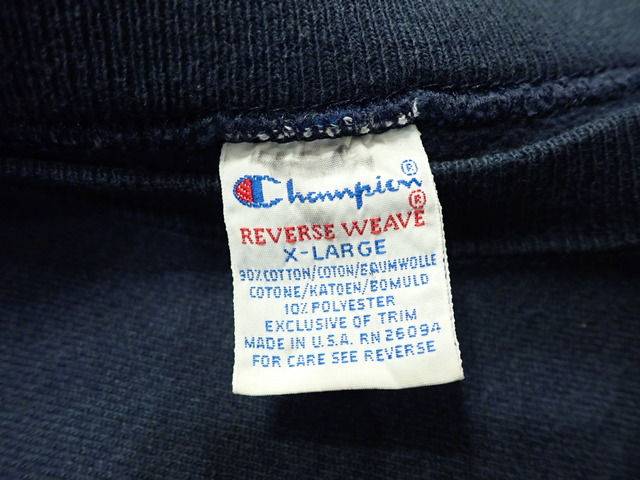 Champion®
REVERSE WEAVE®
X-LARGE
90% COTTON/COTON/BAUMWOLLE
COTONE/KATOEN/BOMULD
10% POLYESTER
EXCLUSIVE OF TRIM
MADE IN U.S.A. RN 26094
FOR CARE SEE REVERSE